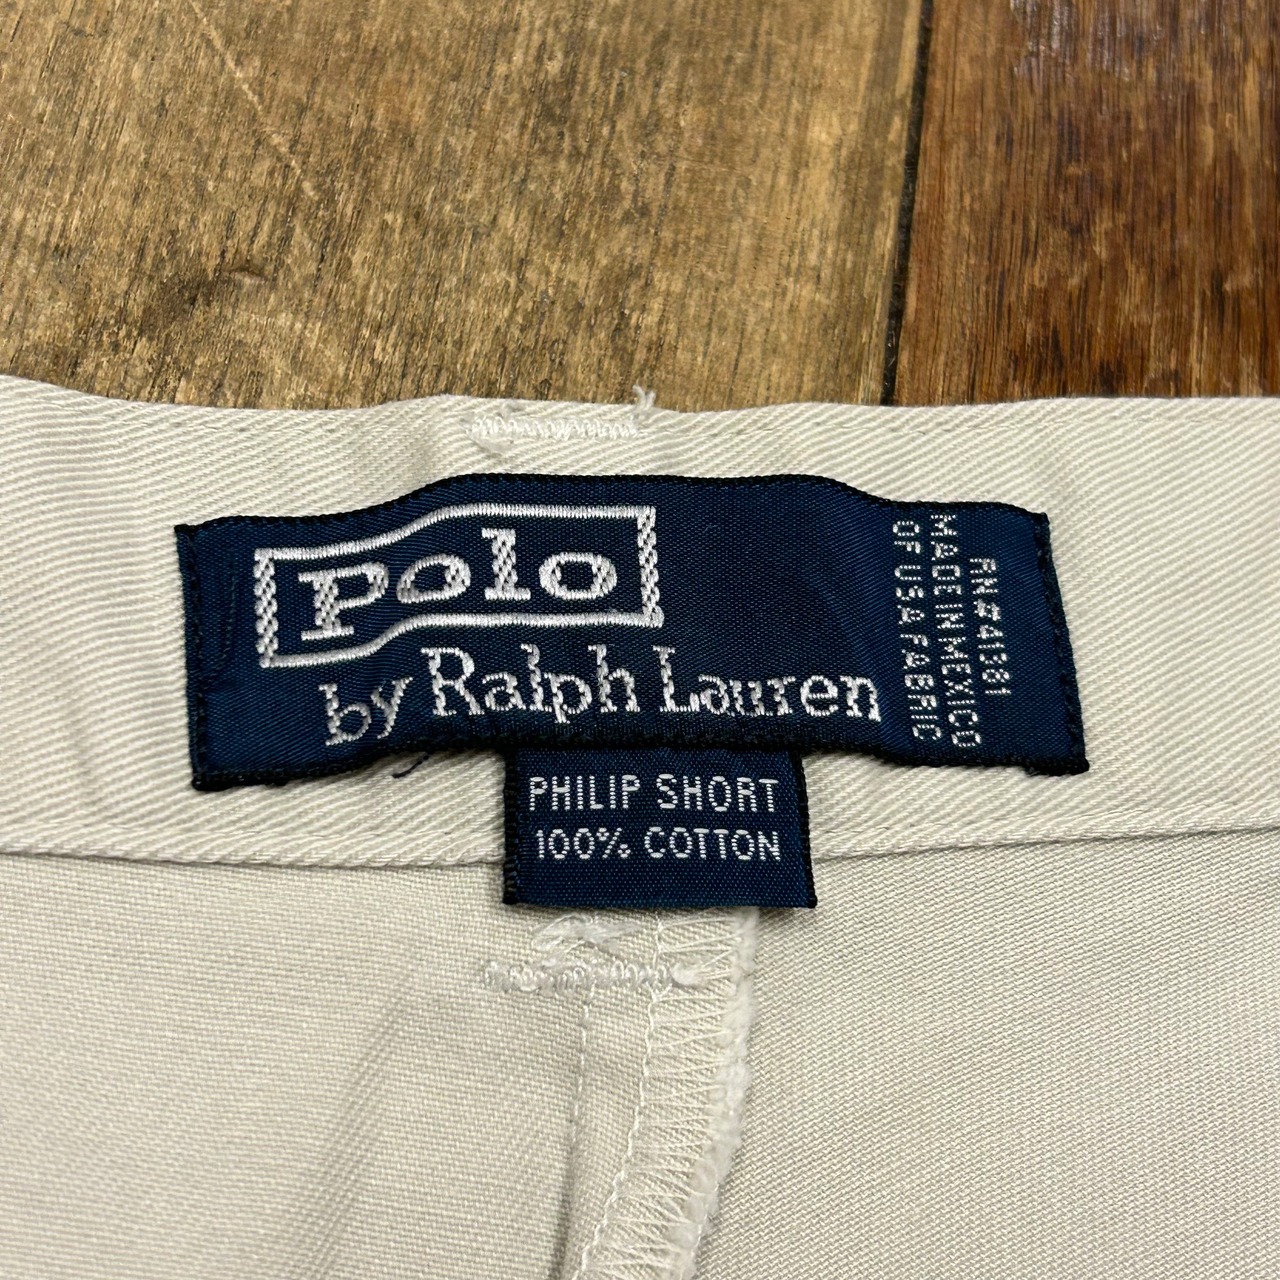 Polo
by Ralph Lauren
RN#41381
MADE IN MEXICO
OF USA FABRIC
PHILIP SHORT
100% COTTON